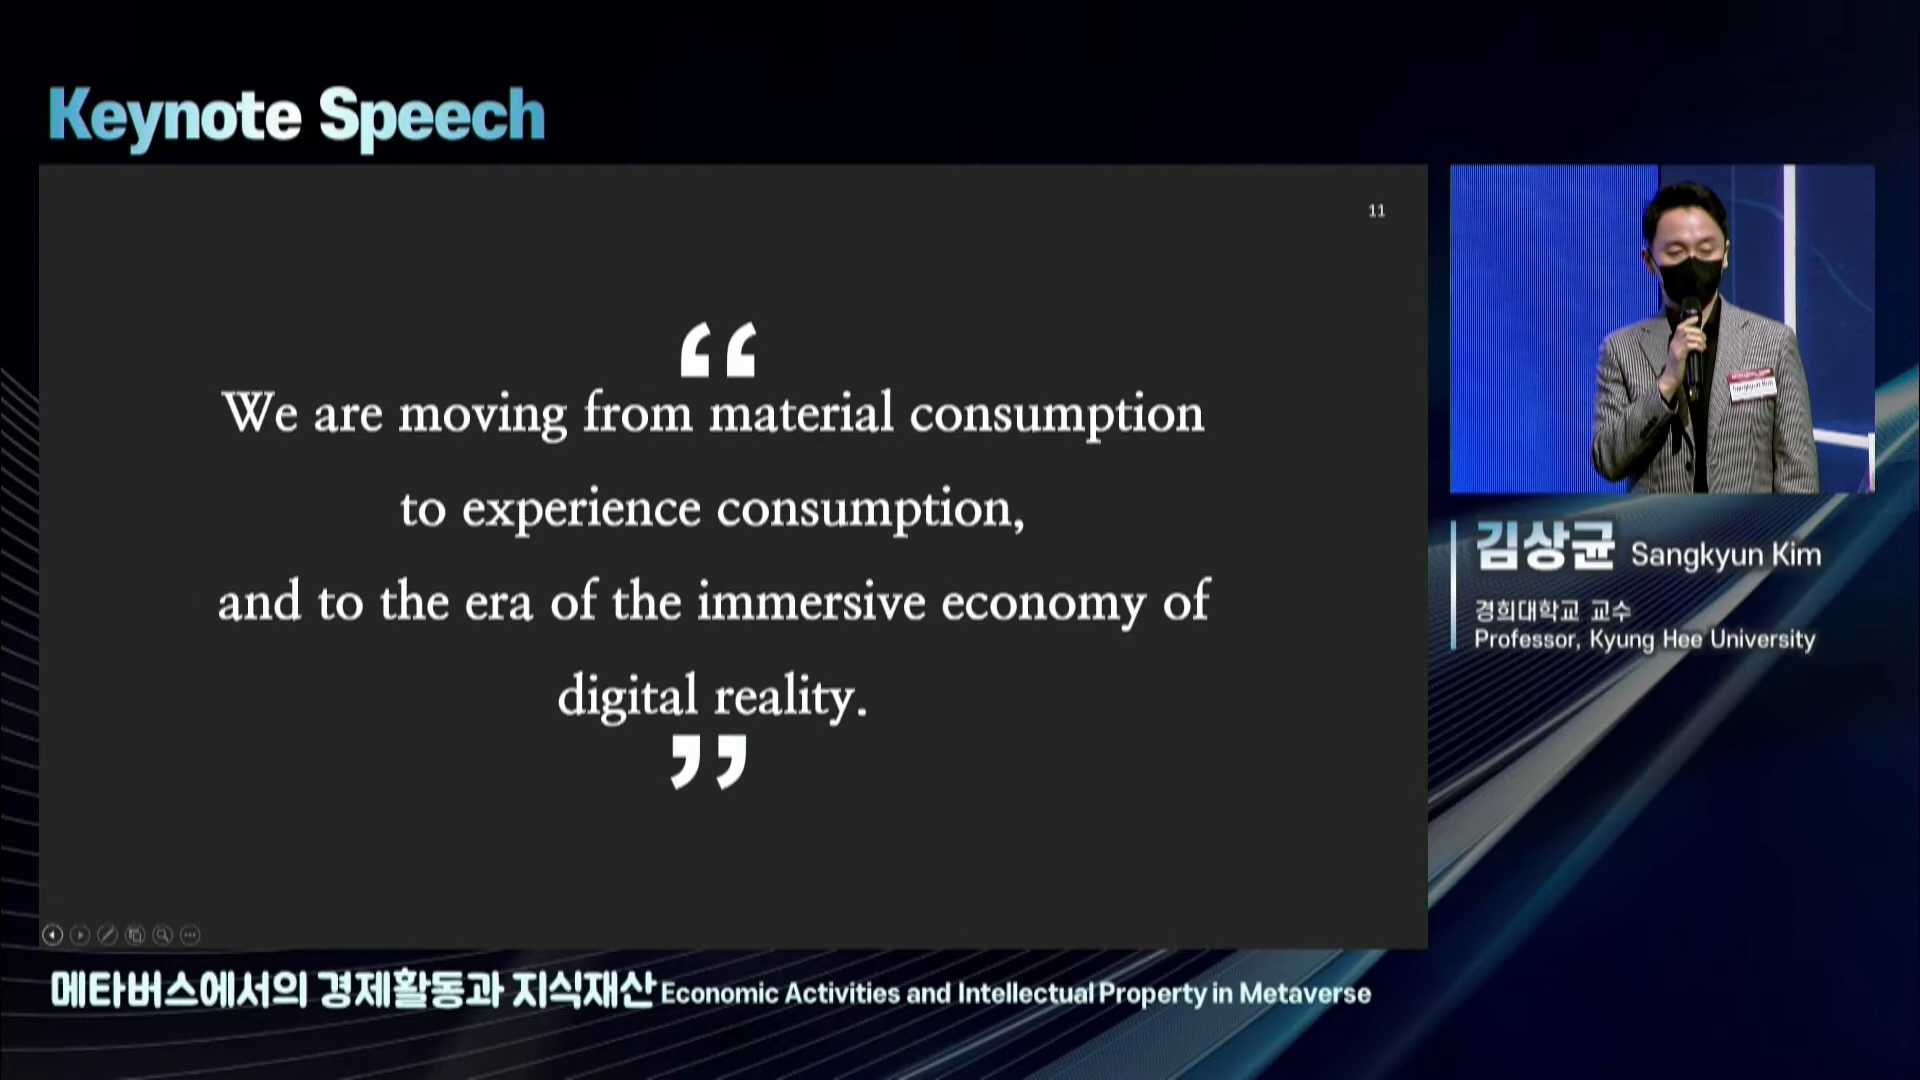 Keynote Speech
11
“
We are moving from material consumption
to experience consumption,
and to the era of the immersive economy of
digital reality.
”
김상균 Sangkyun Kim
경희대학교 교수
Professor, Kyung Hee University
메타버스에서의 경제활동과 지식재산 Economic Activities and Intellectual Property in Metaverse